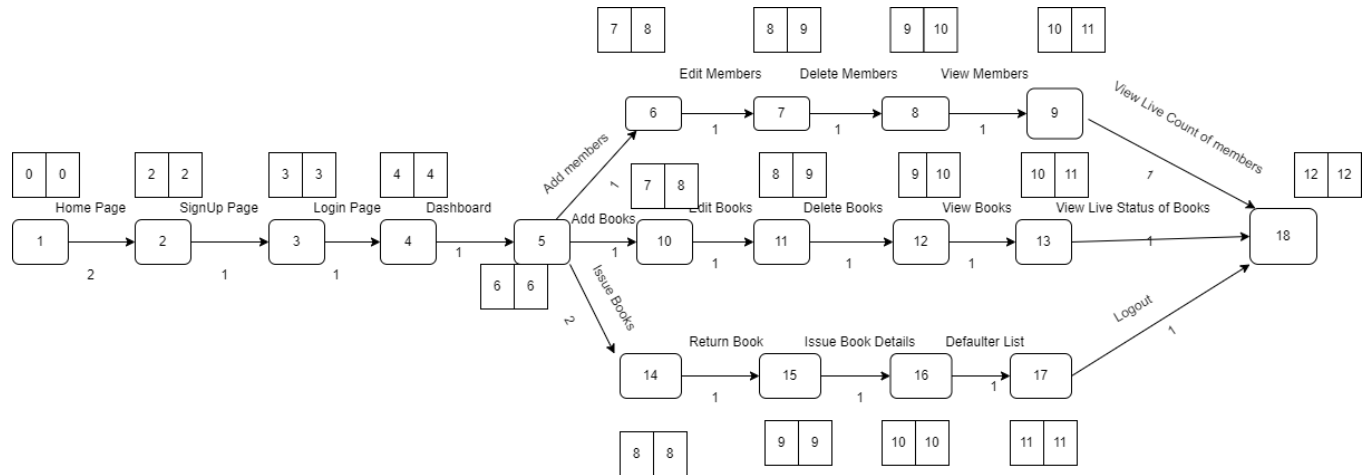 7 8
8 9
9 10
10 11
Edit Members
Delete Members
View Members
View Live Count of members
6
7
8
9
1
1
1
1
Add members
1
0 0
2 2
3 3
4 4
7 8
8 9
9 10
10 11
12 12
Home Page
SignUp Page
Login Page
Dashboard
Add Books
Edit Books
Delete Books
View Books
View Live Status of Books
1
2
3
4
5
10
11
12
13
18
2
1
1
1
1
1
1
1
1
6 6
Issue Books
2
Logout
1
Return Book
Issue Book Details
Defaulter List
14
15
16
17
1
1
1
8 8
9 9
10 10
11 11